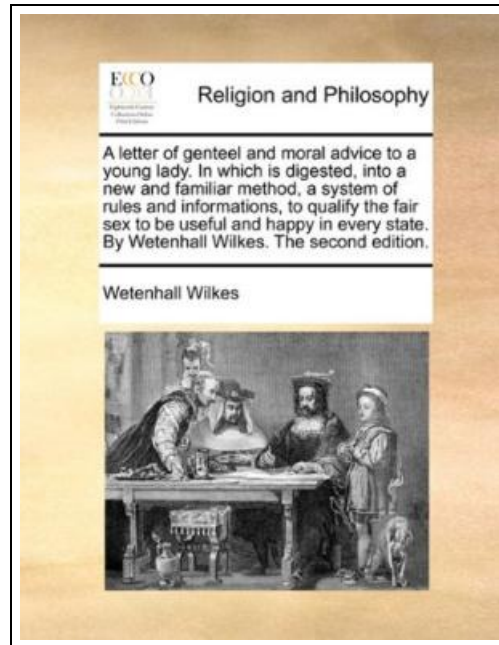 ECCO
Religion and Philosophy
A letter of genteel and moral advice to a
young lady. In which is digested, into a
new and familiar method, a system of
rules and informations, to qualify the fair
sex to be useful and happy in every state.
By Wetenhall Wilkes. The second edition.
Wetenhall Wilkes